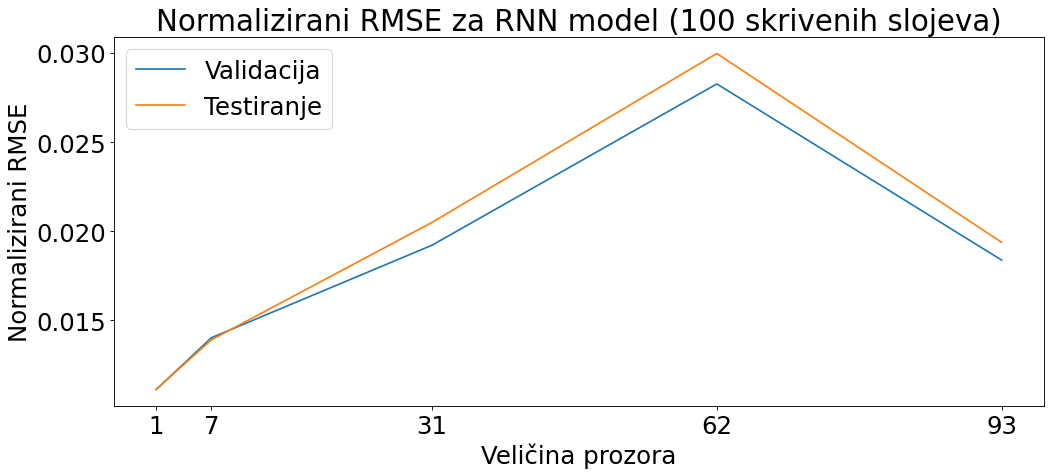 Normalizirani RMSE za RNN model (100 skrivenih slojeva)
Validacija
Testiranje
Normalizirani RMSE
0.030
0.025
0.020
0.015
1 7 31 62 93
Veličina prozora